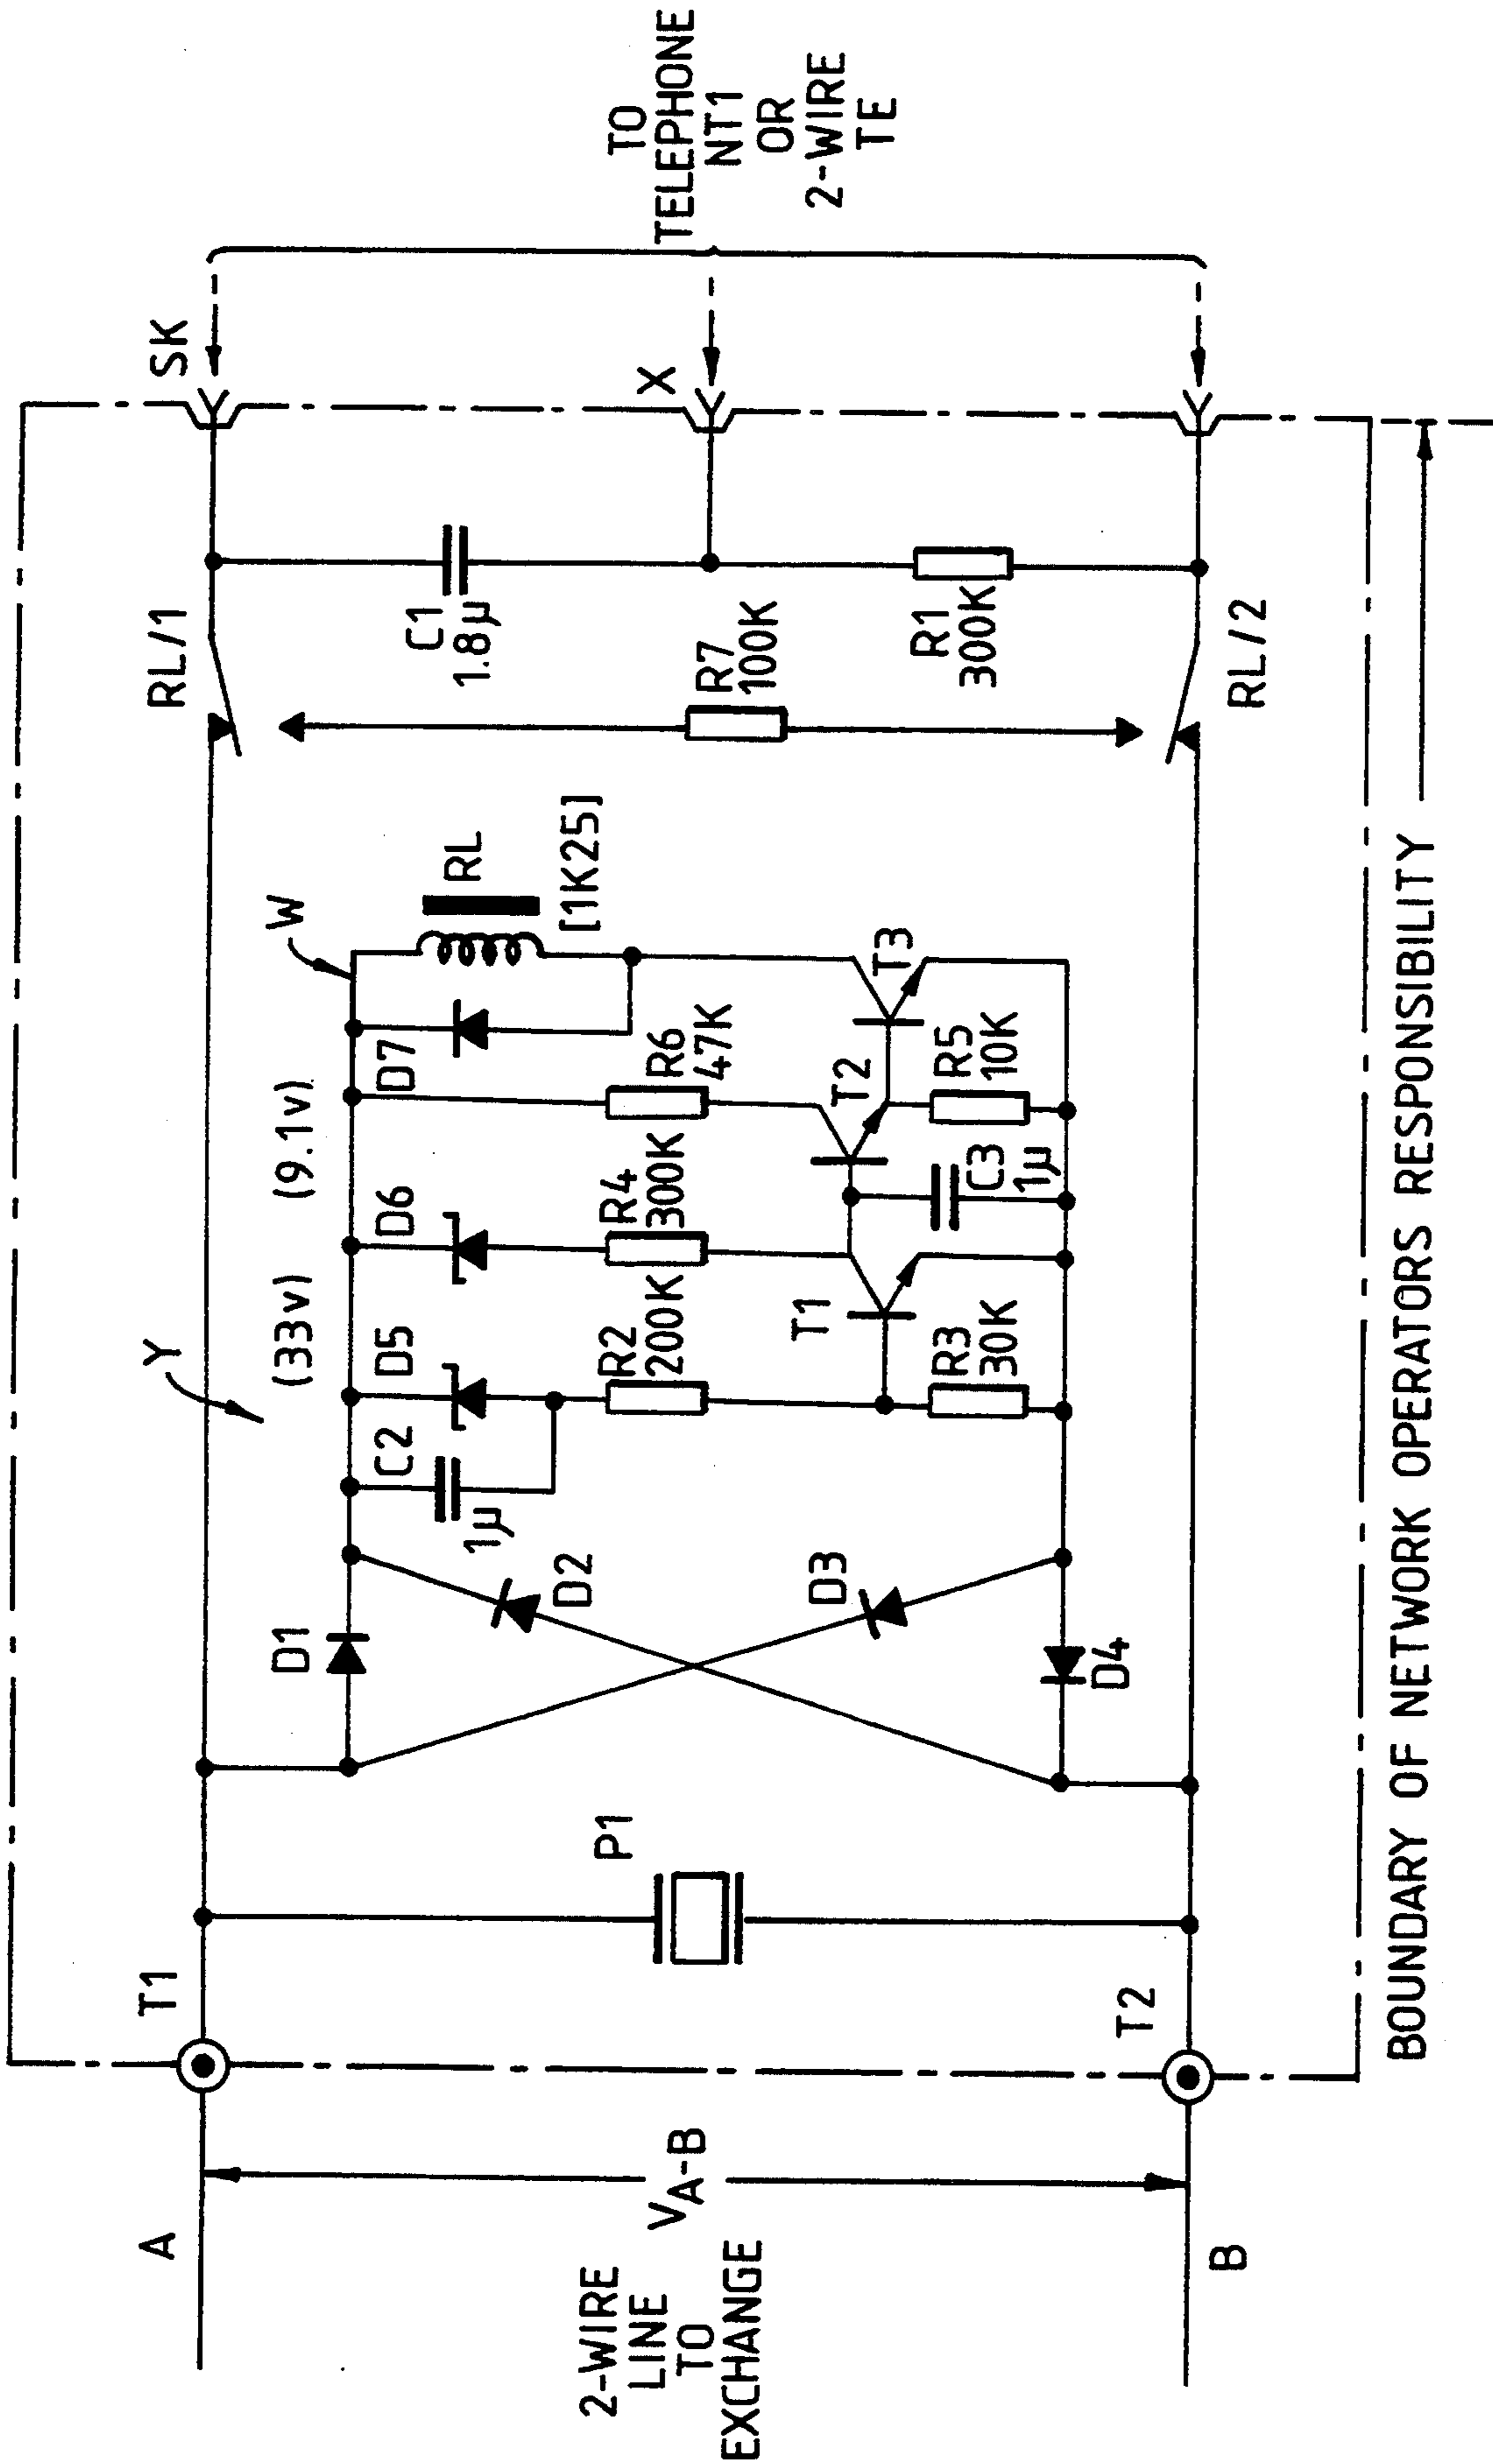 A
T1
Y
W
RL/1
SK
(33v)
(9.1v)
D1
C2
1µ
D5
D6
D7
RL
[1K25]
D2
R2
200K
R4
300K
R6
47K
C1
1.8µ
P1
T1
T2
T3
R7
100K
X
D3
R3
30K
C3
1µ
R5
10K
R1
300K
D4
T2
RL/2
B
2-WIRE
LINE
TO
EXCHANGE
VA-B
TO
TELEPHONE
NT1
OR
2-WIRE
TE
BOUNDARY OF NETWORK OPERATORS RESPONSIBILITY